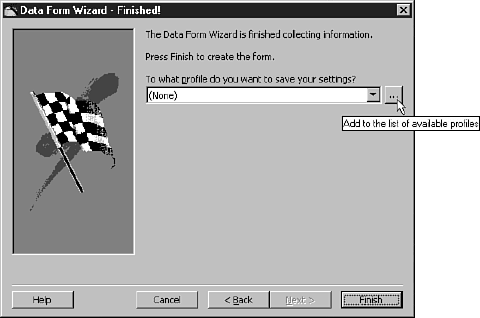 Data Form Wizard - Finished!
The Data Form Wizard is finished collecting information.
Press Finish to create the form.
To what profile do you want to save your settings?
(None)
...
Add to the list of available profiles
Help
Cancel
< Back
Next >
Finish